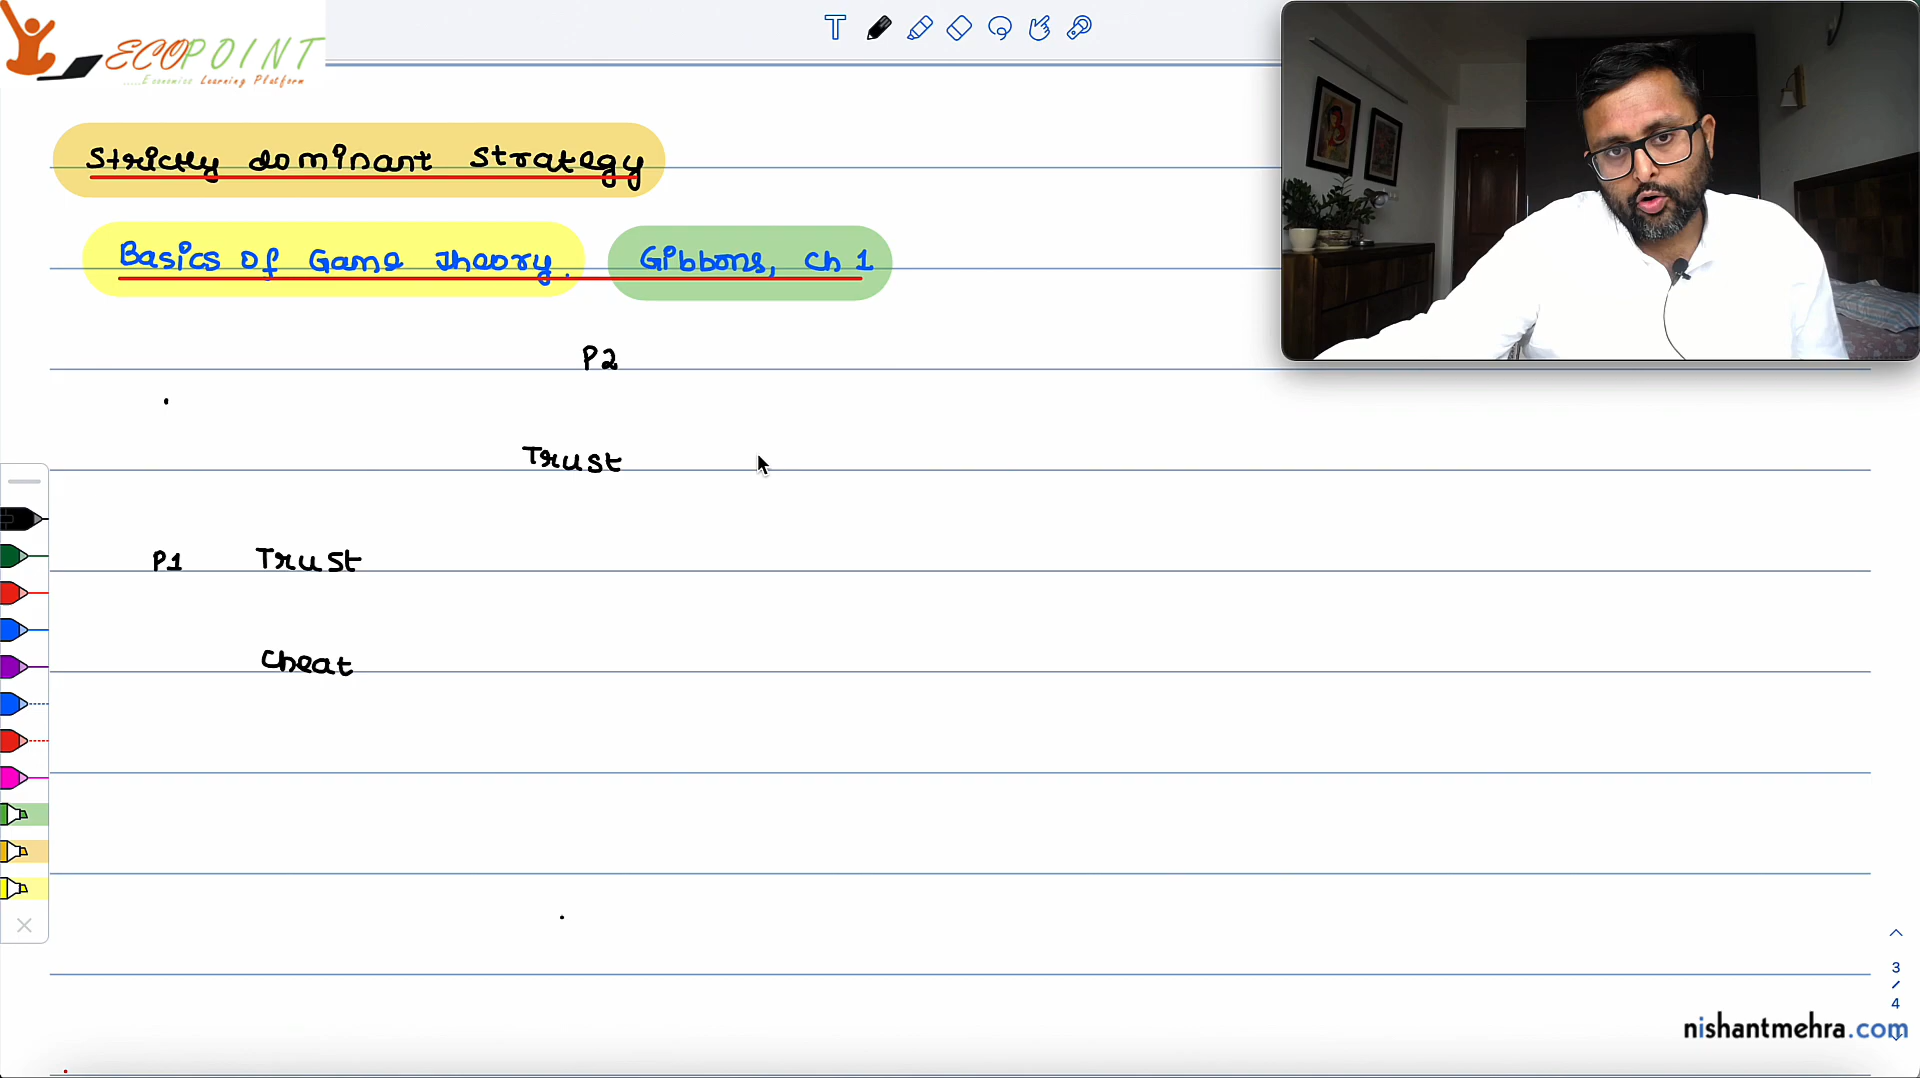 ECOPOINT
.....Economics Learning Platform
Strictly dominant strategy
Basics of Game Theory. Gibbons, Ch 1
P2
Trust
P1 Trust
Cheat
3
/
4
nishantmehra.com